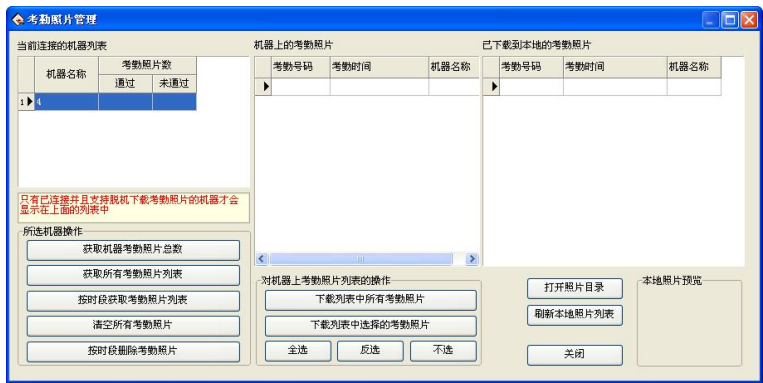 考勤照片管理
当前连接的机器列表
机器名称 考勤照片数
通过 未通过
1 4
只有已连接并且支持脱机下载考勤照片的机器才会
显示在上面的列表中
所选机器操作
获取机器考勤照片总数
获取所有考勤照片列表
按时段获取考勤照片列表
清空所有考勤照片
按时段删除考勤照片
机器上的考勤照片
考勤号码 考勤时间 机器名称
对机器上考勤照片列表的操作
下载列表中所有考勤照片
下载列表中选择的考勤照片
全选 反选 不选
已下载到本地的考勤照片
考勤号码 考勤时间 机器名称
打开照片目录
刷新本地照片列表
关闭
本地照片预览